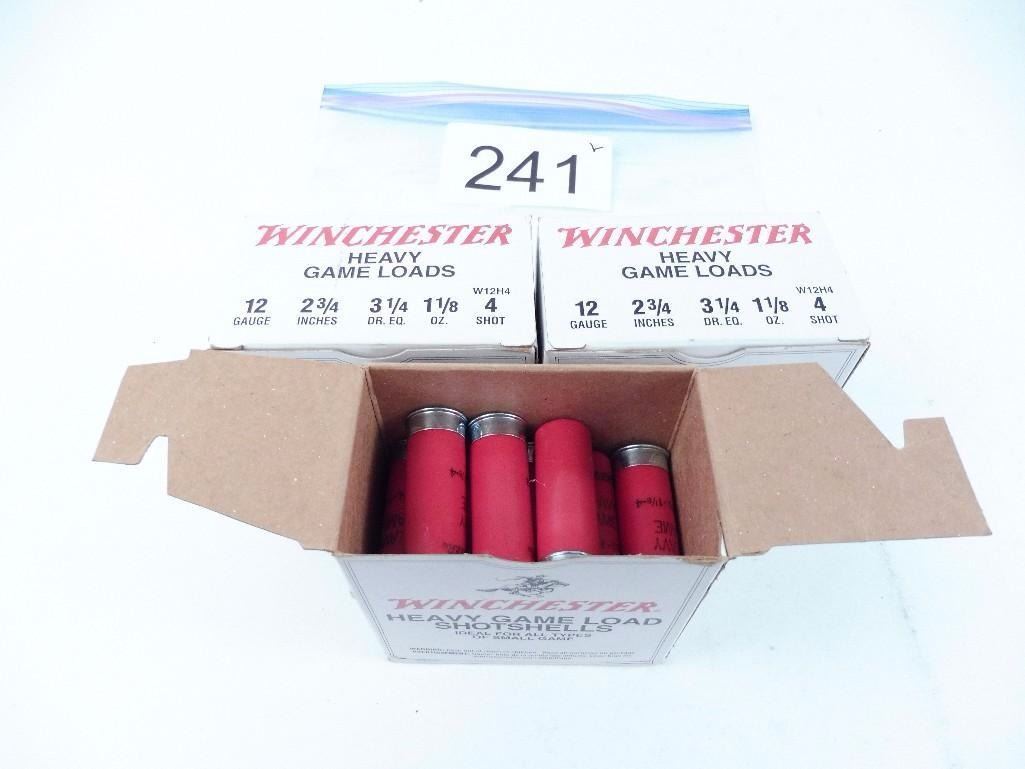 241
WINCHESTER
HEAVY
GAME LOADS
W12H4
12 2 3/4 3 1/4 1 1/8 4
GAUGE INCHES DR. EQ. OZ. SHOT
WINCHESTER
HEAVY
GAME LOADS
W12H4
12 2 3/4 3 1/4 1 1/8 4
GAUGE INCHES DR. EQ. OZ. SHOT
WINCHESTER
HEAVY GAME LOAD
SHOTSHELLS
IDEAL FOR ALL TYPES
OF SMALL GAME